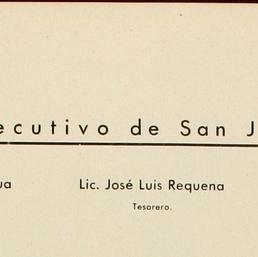 ecutivo de San J
ua
Lic. José Luis Requena
Tesorero.